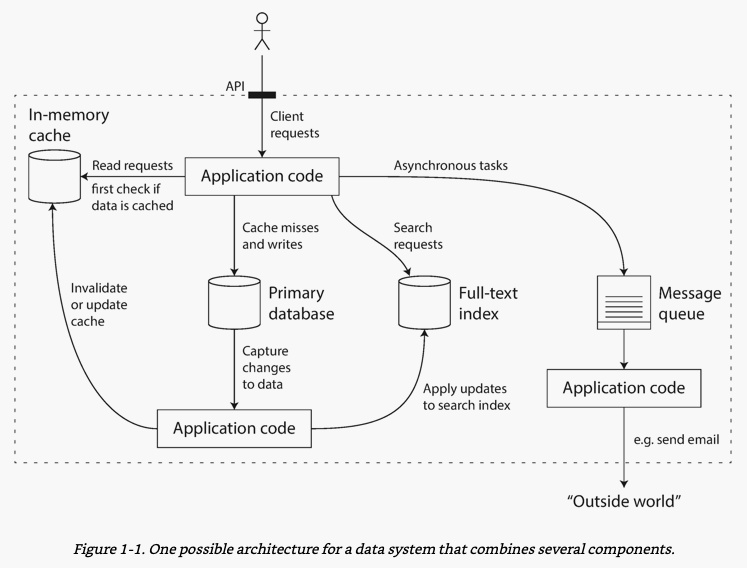 API
Client
requests
In-memory
cache
Read requests
first check if
data is cached
Application code
Asynchronous tasks
Cache misses
and writes
Search
requests
Invalidate
or update
cache
Primary
database
Full-text
index
Message
queue
Capture
changes
to data
Apply updates
to search index
Application code
Application code
e.g. send email
“Outside world”
Figure 1-1. One possible architecture for a data system that combines several components.